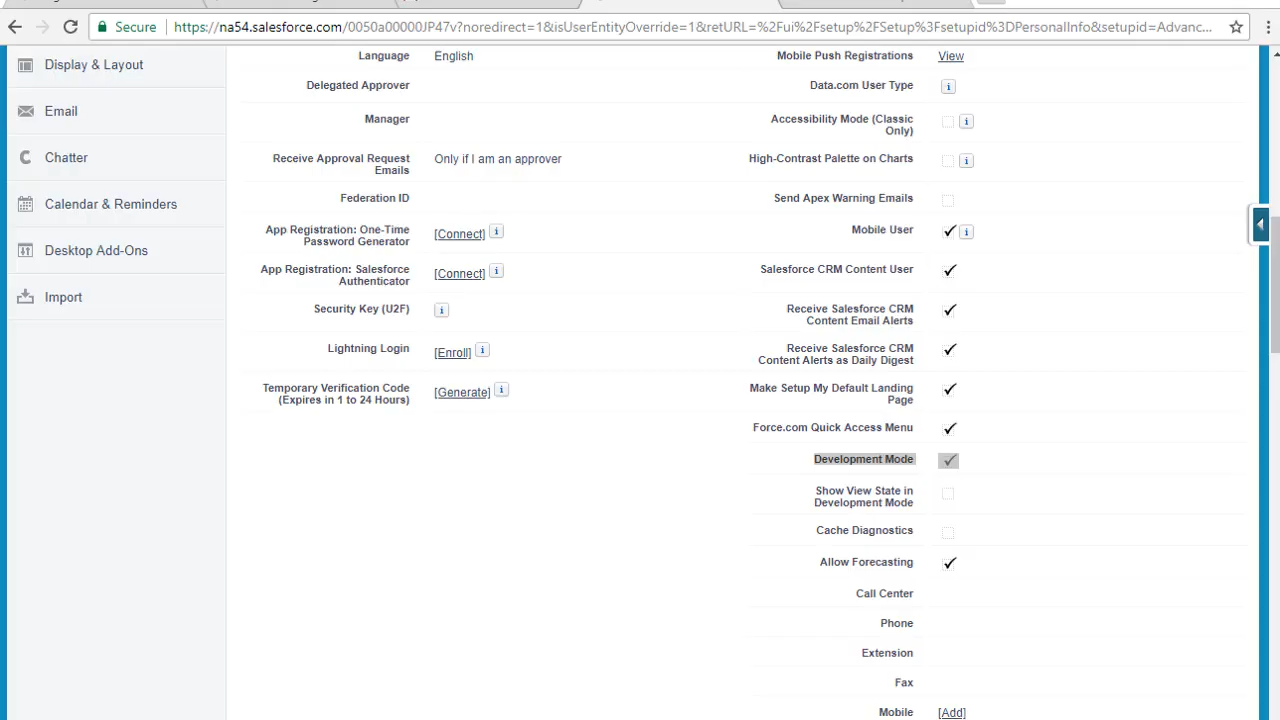 Secure
https://na54.salesforce.com/0050a00000JP47v?noredirect=1&isUserEntityOverride=1&retURL=%2Fui%2Fsetup%2FSetup%3Fsetupid%3DPersonalInfo&setupid=Advanc...
Display & Layout
Email
Chatter
Calendar & Reminders
Desktop Add-Ons
Import
Language English
Delegated Approver
Manager
Receive Approval Request
Emails
Only if I am an approver
Federation ID
App Registration: One-Time
Password Generator
[Connect] i
App Registration: Salesforce
Authenticator
[Connect] i
Security Key (U2F) i
Lightning Login [Enroll] i
Temporary Verification Code
(Expires in 1 to 24 Hours)
[Generate] i
Mobile Push Registrations View
Data.com User Type i
Accessibility Mode (Classic
Only)
i
High-Contrast Palette on Charts i
Send Apex Warning Emails
Mobile User i
Salesforce CRM Content User
Receive Salesforce CRM
Content Email Alerts
Receive Salesforce CRM
Content Alerts as Daily Digest
Make Setup My Default Landing
Page
Force.com Quick Access Menu
Development Mode
Show View State in
Development Mode
Cache Diagnostics
Allow Forecasting
Call Center
Phone
Extension
Fax
Mobile [Add]